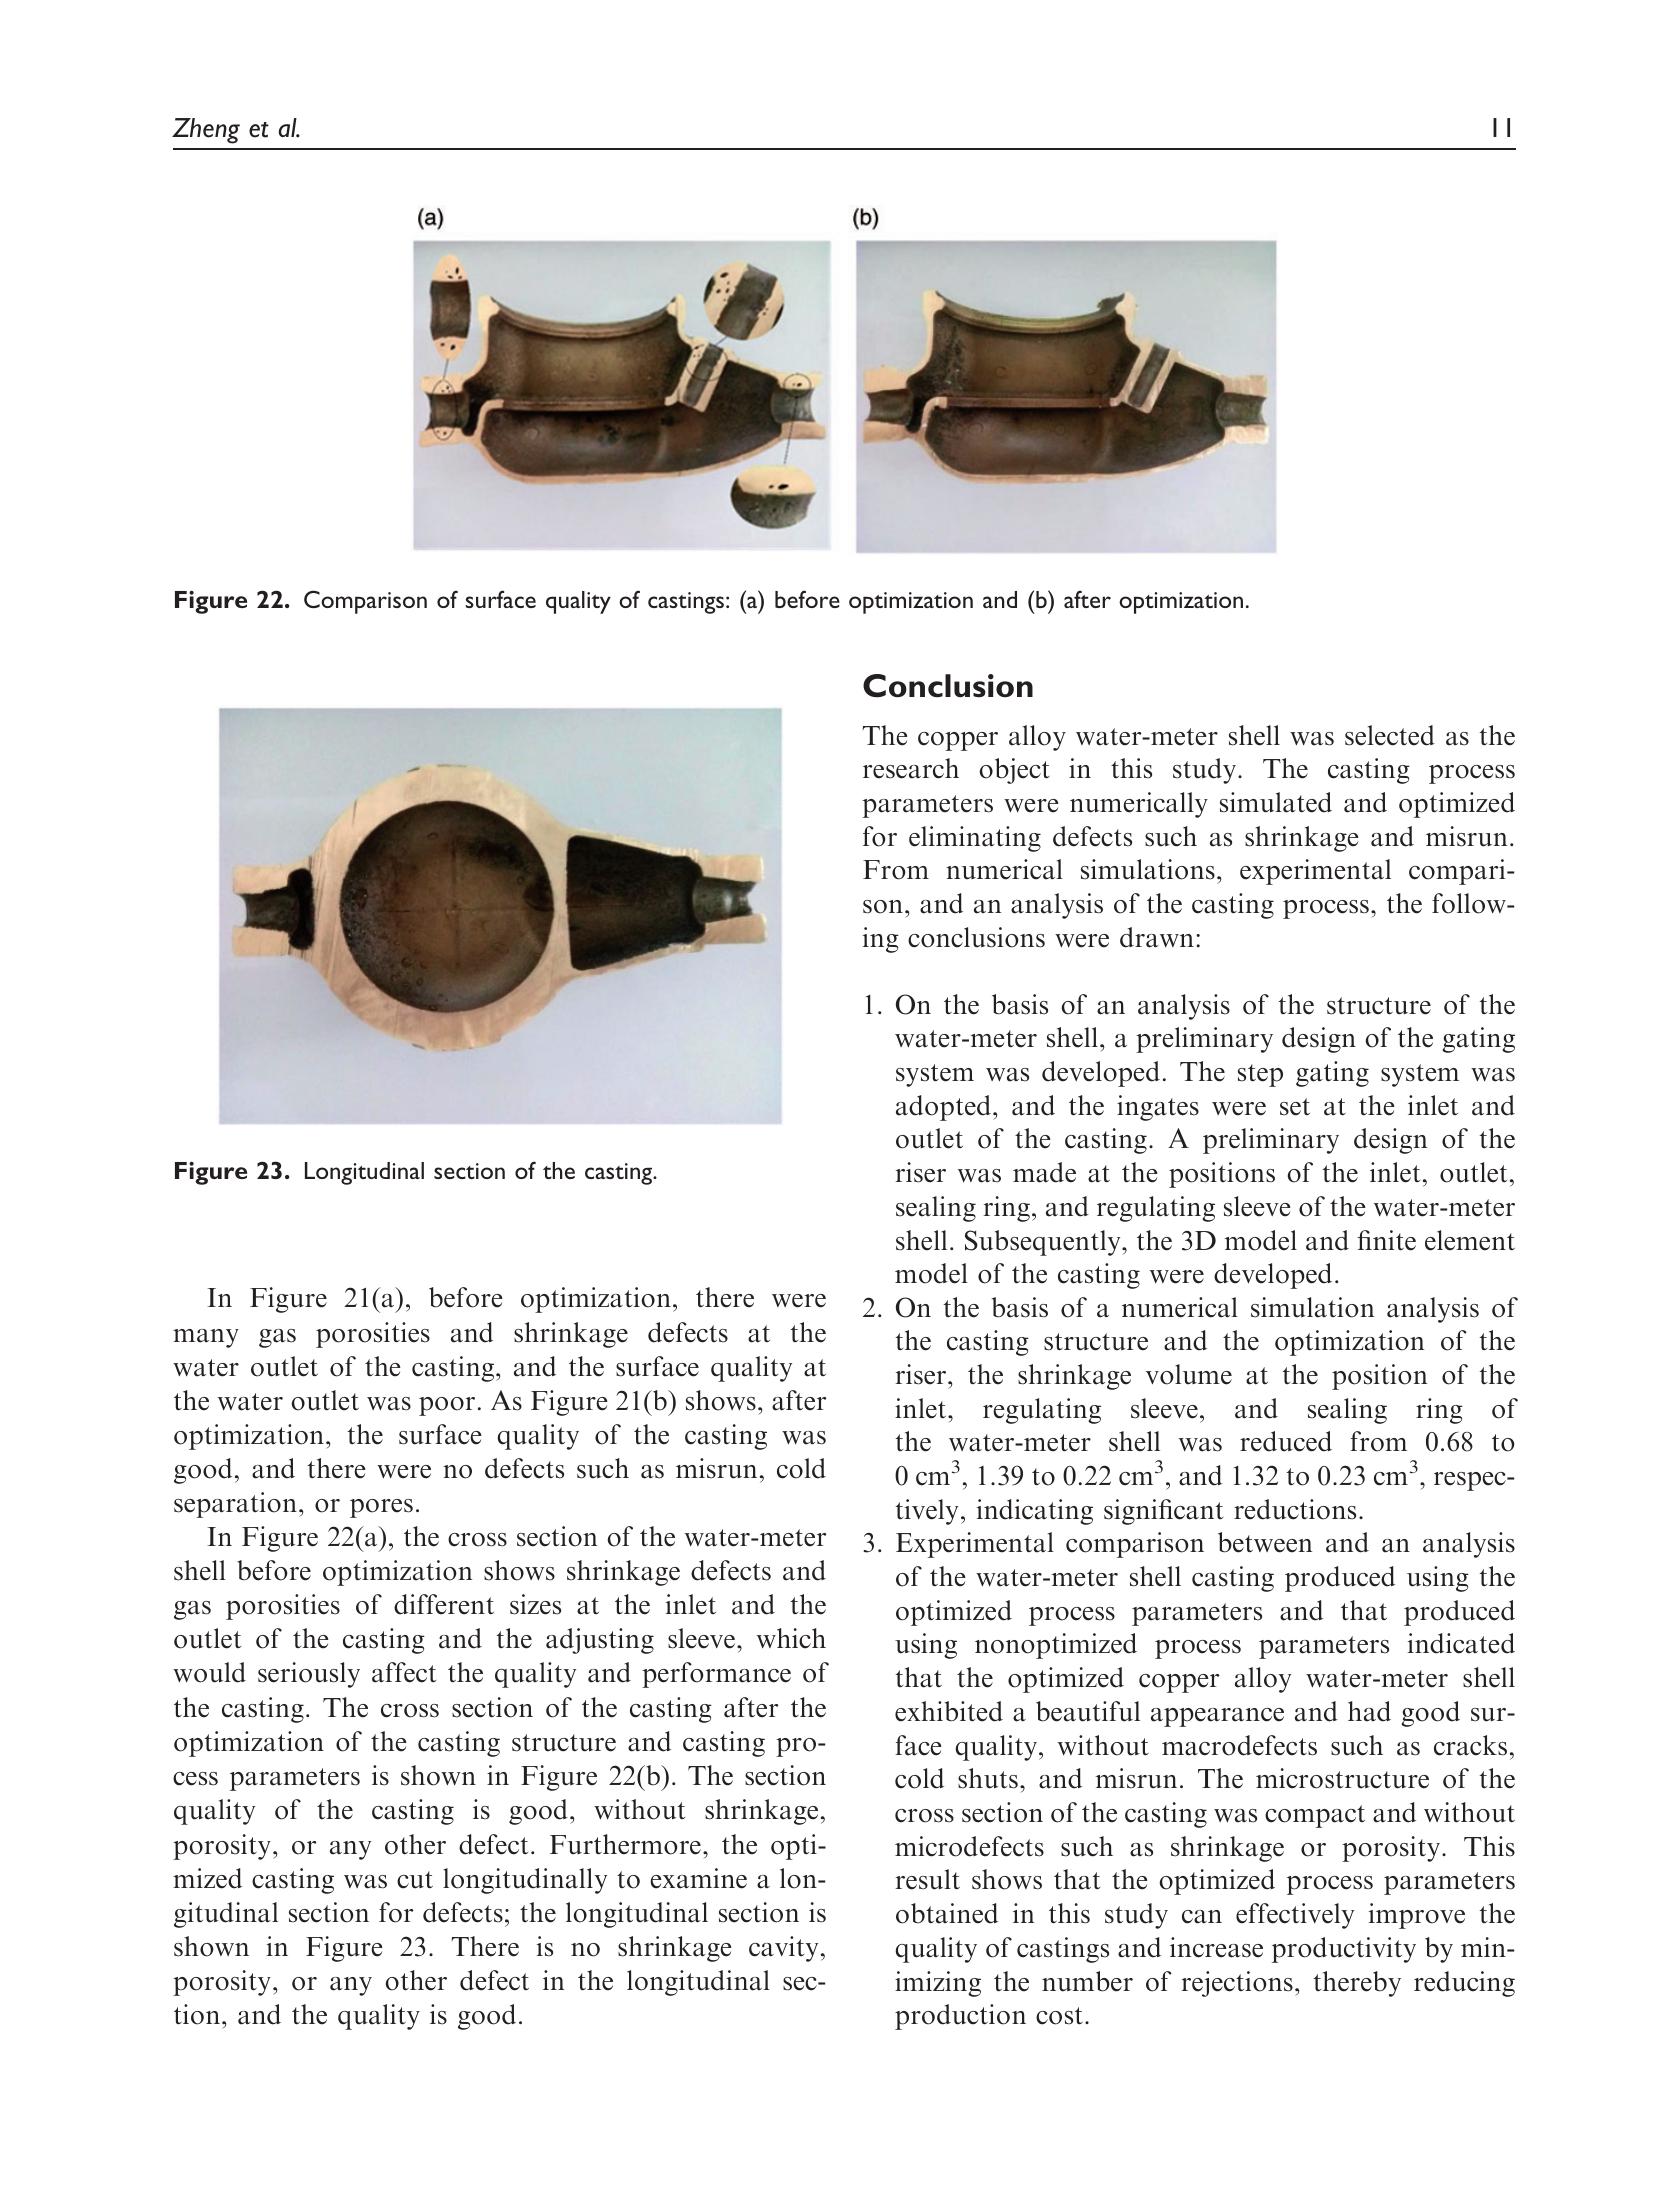 Zheng et al.
11
(a)
(b)
Figure 22. Comparison of surface quality of castings: (a) before optimization and (b) after optimization.
Figure 23. Longitudinal section of the casting.
In Figure 21(a), before optimization, there were
many gas porosities and shrinkage defects at the
water outlet of the casting, and the surface quality at
the water outlet was poor. As Figure 21(b) shows, after
optimization, the surface quality of the casting was
good, and there were no defects such as misrun, cold
separation, or pores.
In Figure 22(a), the cross section of the water-meter
shell before optimization shows shrinkage defects and
gas porosities of different sizes at the inlet and the
outlet of the casting and the adjusting sleeve, which
would seriously affect the quality and performance of
the casting. The cross section of the casting after the
optimization of the casting structure and casting pro-
cess parameters is shown in Figure 22(b). The section
quality of the casting is good, without shrinkage,
porosity, or any other defect. Furthermore, the opti-
mized casting was cut longitudinally to examine a lon-
gitudinal section for defects; the longitudinal section is
shown in Figure 23. There is no shrinkage cavity,
porosity, or any other defect in the longitudinal sec-
tion, and the quality is good.
Conclusion
The copper alloy water-meter shell was selected as the
research object in this study. The casting process
parameters were numerically simulated and optimized
for eliminating defects such as shrinkage and misrun.
From numerical simulations, experimental compari-
son, and an analysis of the casting process, the follow-
ing conclusions were drawn:
1. On the basis of an analysis of the structure of the
water-meter shell, a preliminary design of the gating
system was developed. The step gating system was
adopted, and the ingates were set at the inlet and
outlet of the casting. A preliminary design of the
riser was made at the positions of the inlet, outlet,
sealing ring, and regulating sleeve of the water-meter
shell. Subsequently, the 3D model and finite element
model of the casting were developed.
2. On the basis of a numerical simulation analysis of
the casting structure and the optimization of the
riser, the shrinkage volume at the position of the
inlet, regulating sleeve, and sealing ring of
the water-meter shell was reduced from 0.68 to
0 cm³, 1.39 to 0.22 cm³, and 1.32 to 0.23 cm³, respec-
tively, indicating significant reductions.
3. Experimental comparison between and an analysis
of the water-meter shell casting produced using the
optimized process parameters and that produced
using nonoptimized process parameters indicated
that the optimized copper alloy water-meter shell
exhibited a beautiful appearance and had good sur-
face quality, without macrodefects such as cracks,
cold shuts, and misrun. The microstructure of the
cross section of the casting was compact and without
microdefects such as shrinkage or porosity. This
result shows that the optimized process parameters
obtained in this study can effectively improve the
quality of castings and increase productivity by min-
imizing the number of rejections, thereby reducing
production cost.